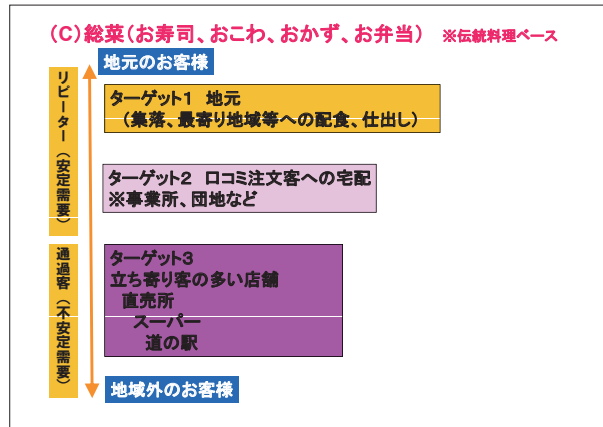 (C)総菜(お寿司、おこわ、おかず、お弁当) ※伝統料理ベース
地元のお客様
リピーター(安定需要)
ターゲット1 地元
(集落、最寄り地域等への配食、仕出し)
ターゲット2 口コミ注文客への宅配
※事業所、団地など
通過客(不安定需要)
ターゲット3
立ち寄り客の多い店舗
直売所
スーパー
道の駅
地域外のお客様